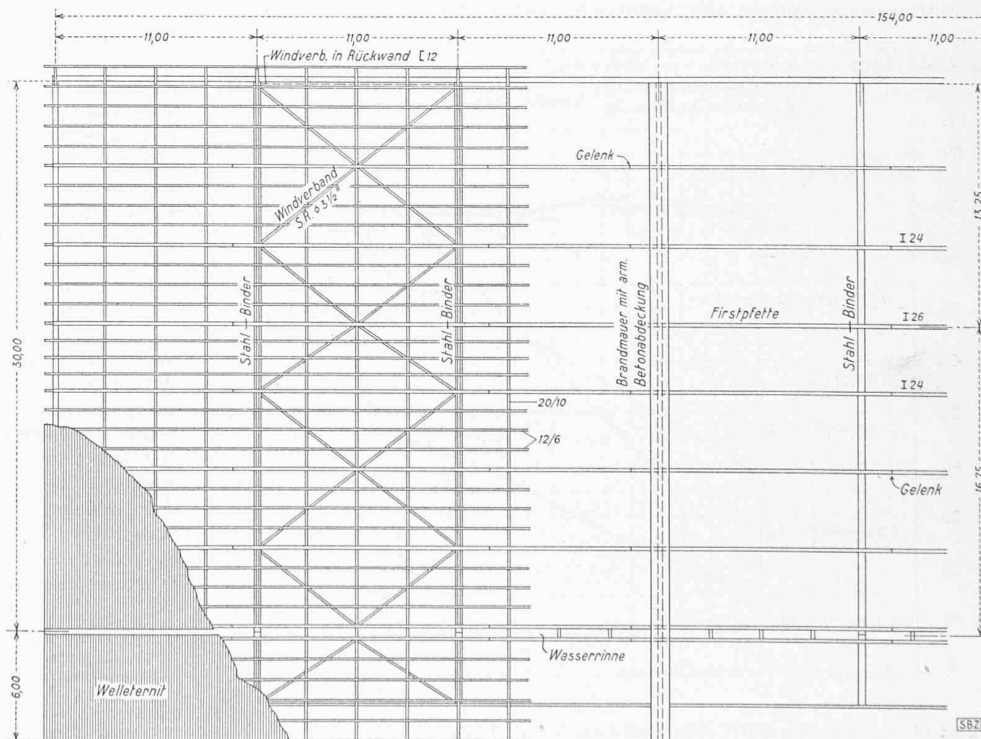 154,00
11,00 11,00 11,00 11,00 11,00
Windverb. in Rückwand [ 12
Gelenk
13,25
Windverband
S.R. φ 3 1/2"
I 24
30,00
Stahl – Binder
Stahl – Binder
Brandmauer mit arm.
Betonabdeckung
Firstpfette
Stahl – Binder
I 26
I 24
20/10
12/6
Gelenk
16,75
Wasserrinne
6,00
Welleternit
SBZ